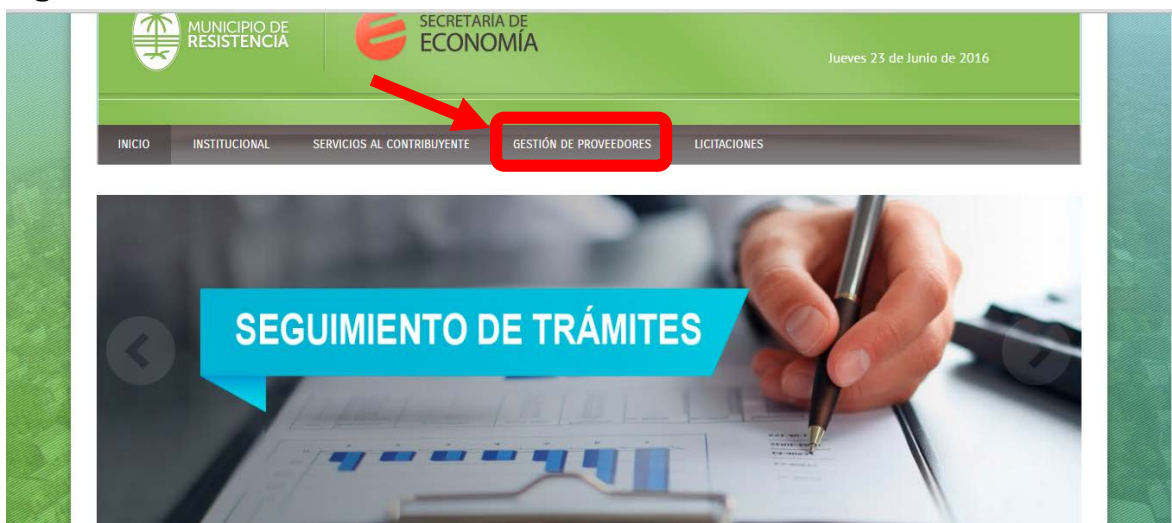 MUNICIPIO DE
RESISTENCIA
SECRETARÍA DE
ECONOMÍA
Jueves 23 de Junio de 2016
INICIO INSTITUCIONAL SERVICIOS AL CONTRIBUYENTE GESTIÓN DE PROVEEDORES LICITACIONES
SEGUIMIENTO DE TRÁMITES